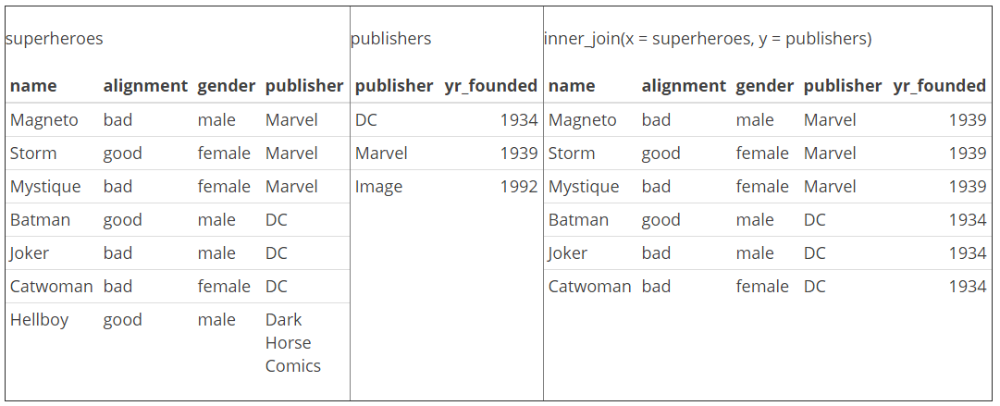 superheroes publishers inner_join(x = superheroes, y = publishers)
name alignment gender publisher publisher yr_founded name alignment gender publisher yr_founded
Magneto bad male Marvel DC 1934 Magneto bad male Marvel 1939
Storm good female Marvel Marvel 1939 Storm good female Marvel 1939
Mystique bad female Marvel Image 1992 Mystique bad female Marvel 1939
Batman good male DC Batman good male DC 1934
Joker bad male DC Joker bad male DC 1934
Catwoman bad female DC Catwoman bad female DC 1934
Hellboy good male Dark
Horse
Comics